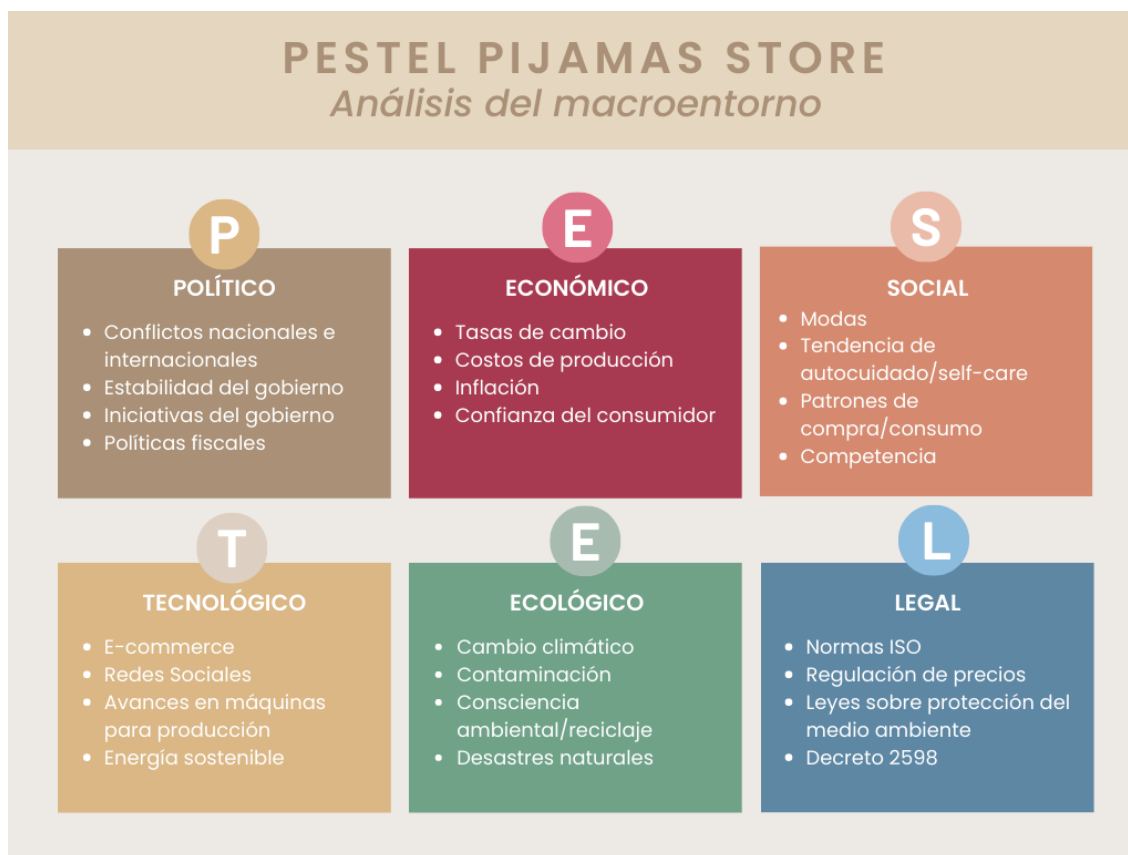 PESTEL PIJAMAS STORE
Análisis del macroentorno
P
POLÍTICO
• Conflictos nacionales e
internacionales
• Estabilidad del gobierno
• Iniciativas del gobierno
• Políticas fiscales
E
ECONÓMICO
• Tasas de cambio
• Costos de producción
• Inflación
• Confianza del consumidor
S
SOCIAL
• Modas
• Tendencia de
autocuidado/self-care
• Patrones de
compra/consumo
• Competencia
T
TECNOLÓGICO
• E-commerce
• Redes Sociales
• Avances en máquinas
para producción
• Energía sostenible
E
ECOLÓGICO
• Cambio climático
• Contaminación
• Consciencia
ambiental/reciclaje
• Desastres naturales
L
LEGAL
• Normas ISO
• Regulación de precios
• Leyes sobre protección del
medio ambiente
• Decreto 2598